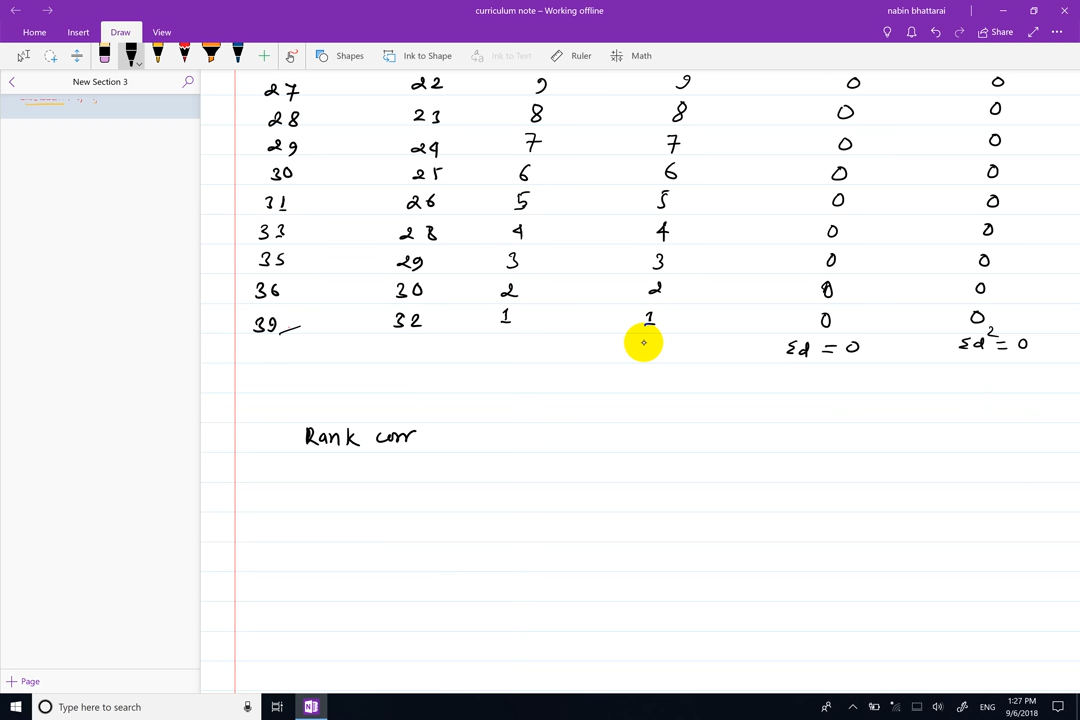 curriculum note – Working offline
nabin bhattarai
Home
Insert
Draw
View
Share
Shapes
Ink to Shape
Ink to Text
Ruler
Math
New Section 3
27 22 9 9 0 0
28 23 8 8 0 0
29 24 7 7 0 0
30 25 6 6 0 0
31 26 5 5 0 0
33 28 4 4 0 0
35 29 3 3 0 0
36 30 2 2 0 0
39 32 1 1 0 0
Σd = 0 Σd² = 0
Rank corr
Page
Type here to search
ENG
1:27 PM
9/6/2018